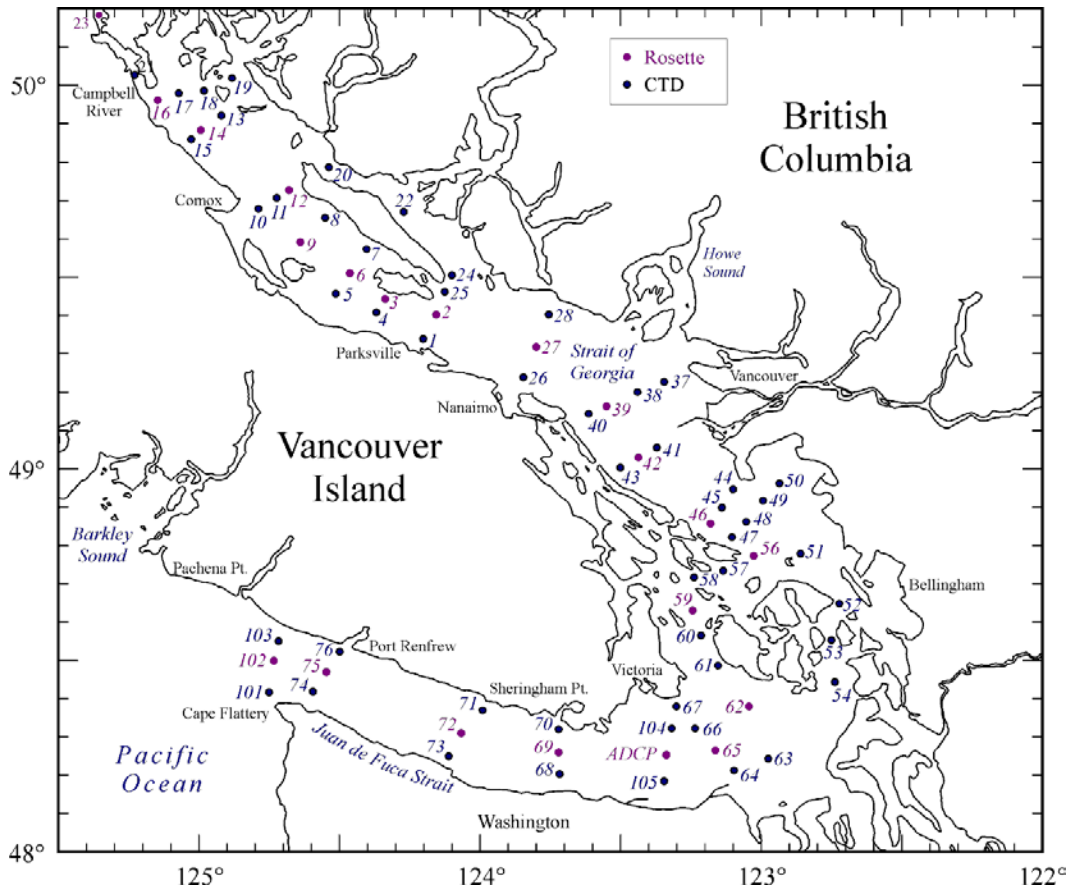 23
Rosette
CTD
50°
21
Campbell
River
16
17
18
19
13
14
15
British
Columbia
Comox
20
22
10
11
12
8
9
7
Howe
Sound
6
5
3
4
24
25
2
28
Parksville
1
27
Strait of
Georgia
26
38
37
Vancouver
Nanaimo
40
39
49°
Vancouver
Island
43
42
41
44
45
50
49
46
48
47
Barkley
Sound
56
51
Pachena Pt.
58
57
Bellingham
59
52
103
60
53
102
76
75
Port Renfrew
61
54
101
74
Victoria
Cape Flattery
71
Sheringham Pt.
67
62
72
70
104
66
73
69
ADCP
65
63
Pacific
Ocean
Juan de Fuca Strait
68
105
64
Washington
48°
125°
124°
123°
122°